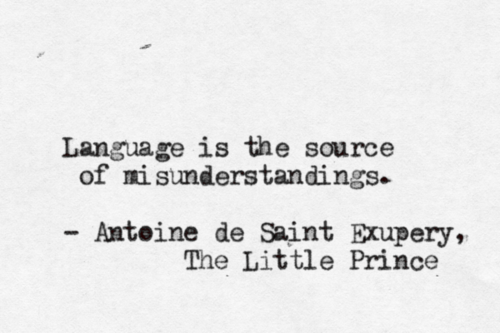 Language is the source
of misunderstandings.
- Antoine de Saint Exupery,
The Little Prince